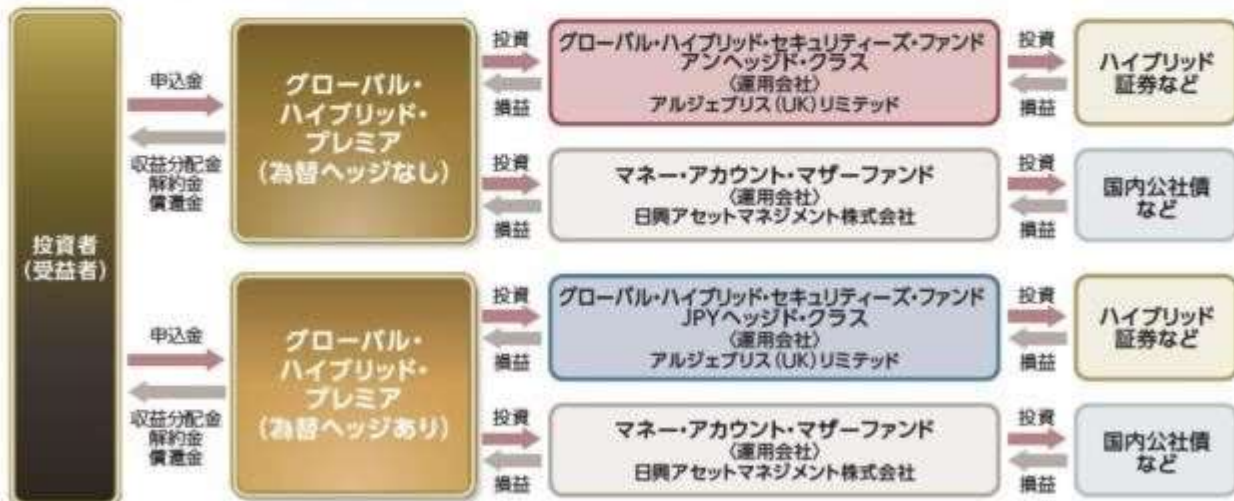 投資者
(受益者)
申込金
収益分配金
解約金
償還金
グローバル・
ハイブリッド・
プレミア
(為替ヘッジなし)
投資
損益
グローバル・ハイブリッド・セキュリティーズ・ファンド
アンヘッジド・クラス
〈運用会社〉
アルジェブリス(UK)リミテッド
投資
損益
ハイブリッド
証券など
投資
損益
マネー・アカウント・マザーファンド
〈運用会社〉
日興アセットマネジメント株式会社
投資
損益
国内公社債
など
申込金
収益分配金
解約金
償還金
グローバル・
ハイブリッド・
プレミア
(為替ヘッジあり)
投資
損益
グローバル・ハイブリッド・セキュリティーズ・ファンド
JPYヘッジド・クラス
〈運用会社〉
アルジェブリス(UK)リミテッド
投資
損益
ハイブリッド
証券など
投資
損益
マネー・アカウント・マザーファンド
〈運用会社〉
日興アセットマネジメント株式会社
投資
損益
国内公社債
など